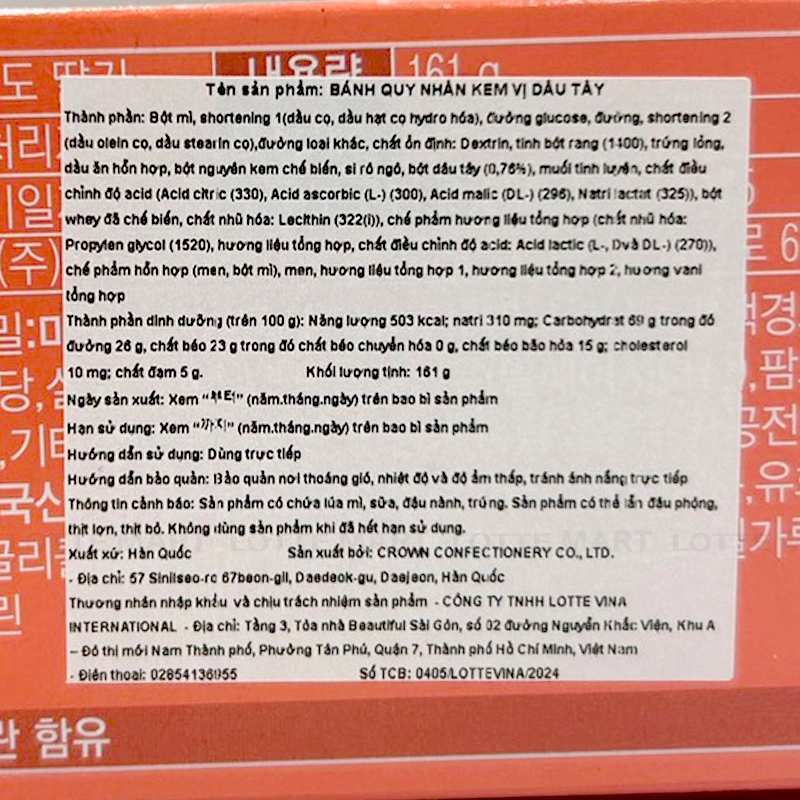 도 딸기 내용량 161 g
Tên sản phẩm: BÁNH QUY NHÂN KEM VỊ DÂU TÂY
Thành phần: Bột mì, shortening 1(dầu cọ, dầu hạt cọ hydro hóa), đường glucose, đường, shortening 2
(dầu olein cọ, dầu stearin cọ),đường loại khác, chất ổn định: Dextrin, tinh bột rang (1400), trứng lỏng,
dầu ăn hỗn hợp, bột nguyên kem chế biến, si rô ngô, bột dâu tây (0,76%), muối tinh luyện, chất điều
chỉnh độ acid (Acid citric (330), Acid ascorbic (L-) (300), Acid malic (DL-) (296), Natri lactat (325)), bột
whey đã chế biến, chất nhũ hóa: Lecithin (322(i)), chế phẩm hương liệu tổng hợp (chất nhũ hóa:
Propylen glycol (1520), hương liệu tổng hợp, chất điều chỉnh độ acid: Acid lactic (L-, D và DL-) (270)),
chế phẩm hỗn hợp (men, bột mì), men, hương liệu tổng hợp 1, hương liệu tổng hợp 2, hương vani
tổng hợp
Thành phần dinh dưỡng (trên 100 g): Năng lượng 503 kcal; natri 310 mg; Carbohydrat 69 g trong đó
đường 26 g, chất béo 23 g trong đó chất béo chuyển hóa 0 g, chất béo bão hòa 15 g; cholesterol
10 mg; chất đạm 5 g. Khối lượng tịnh: 161 g
Ngày sản xuất: Xem “제조” (năm.tháng.ngày) trên bao bì sản phẩm
Hạn sử dụng: Xem “까지” (năm.tháng.ngày) trên bao bì sản phẩm
Hướng dẫn sử dụng: Dùng trực tiếp
Hướng dẫn bảo quản: Bảo quản nơi thoáng gió, nhiệt độ và độ ẩm thấp, tránh ánh nắng trực tiếp
Thông tin cảnh báo: Sản phẩm có chứa lúa mì, sữa, đậu nành, trứng. Sản phẩm có thể lẫn đậu phộng,
thịt lợn, thịt bò. Không dùng sản phẩm khi đã hết hạn sử dụng.
Xuất xứ: Hàn Quốc Sản xuất bởi: CROWN CONFECTIONERY CO., LTD.
- Địa chỉ: 57 Sinilseo-ro 67beon-gil, Daedeok-gu, Daejeon, Hàn Quốc
Thương nhân nhập khẩu và chịu trách nhiệm sản phẩm - CÔNG TY TNHH LOTTE VINA
INTERNATIONAL - Địa chỉ: Tầng 3, Tòa nhà Beautiful Sài Gòn, số 02 đường Nguyễn Khắc Viện, Khu A
– Đô thị mới Nam Thành phố, Phường Tân Phú, Quận 7, Thành phố Hồ Chí Minh, Việt Nam
- Điện thoại: 02854136955 Số TCB: 0405/LOTTEVINA/2024
란 함유